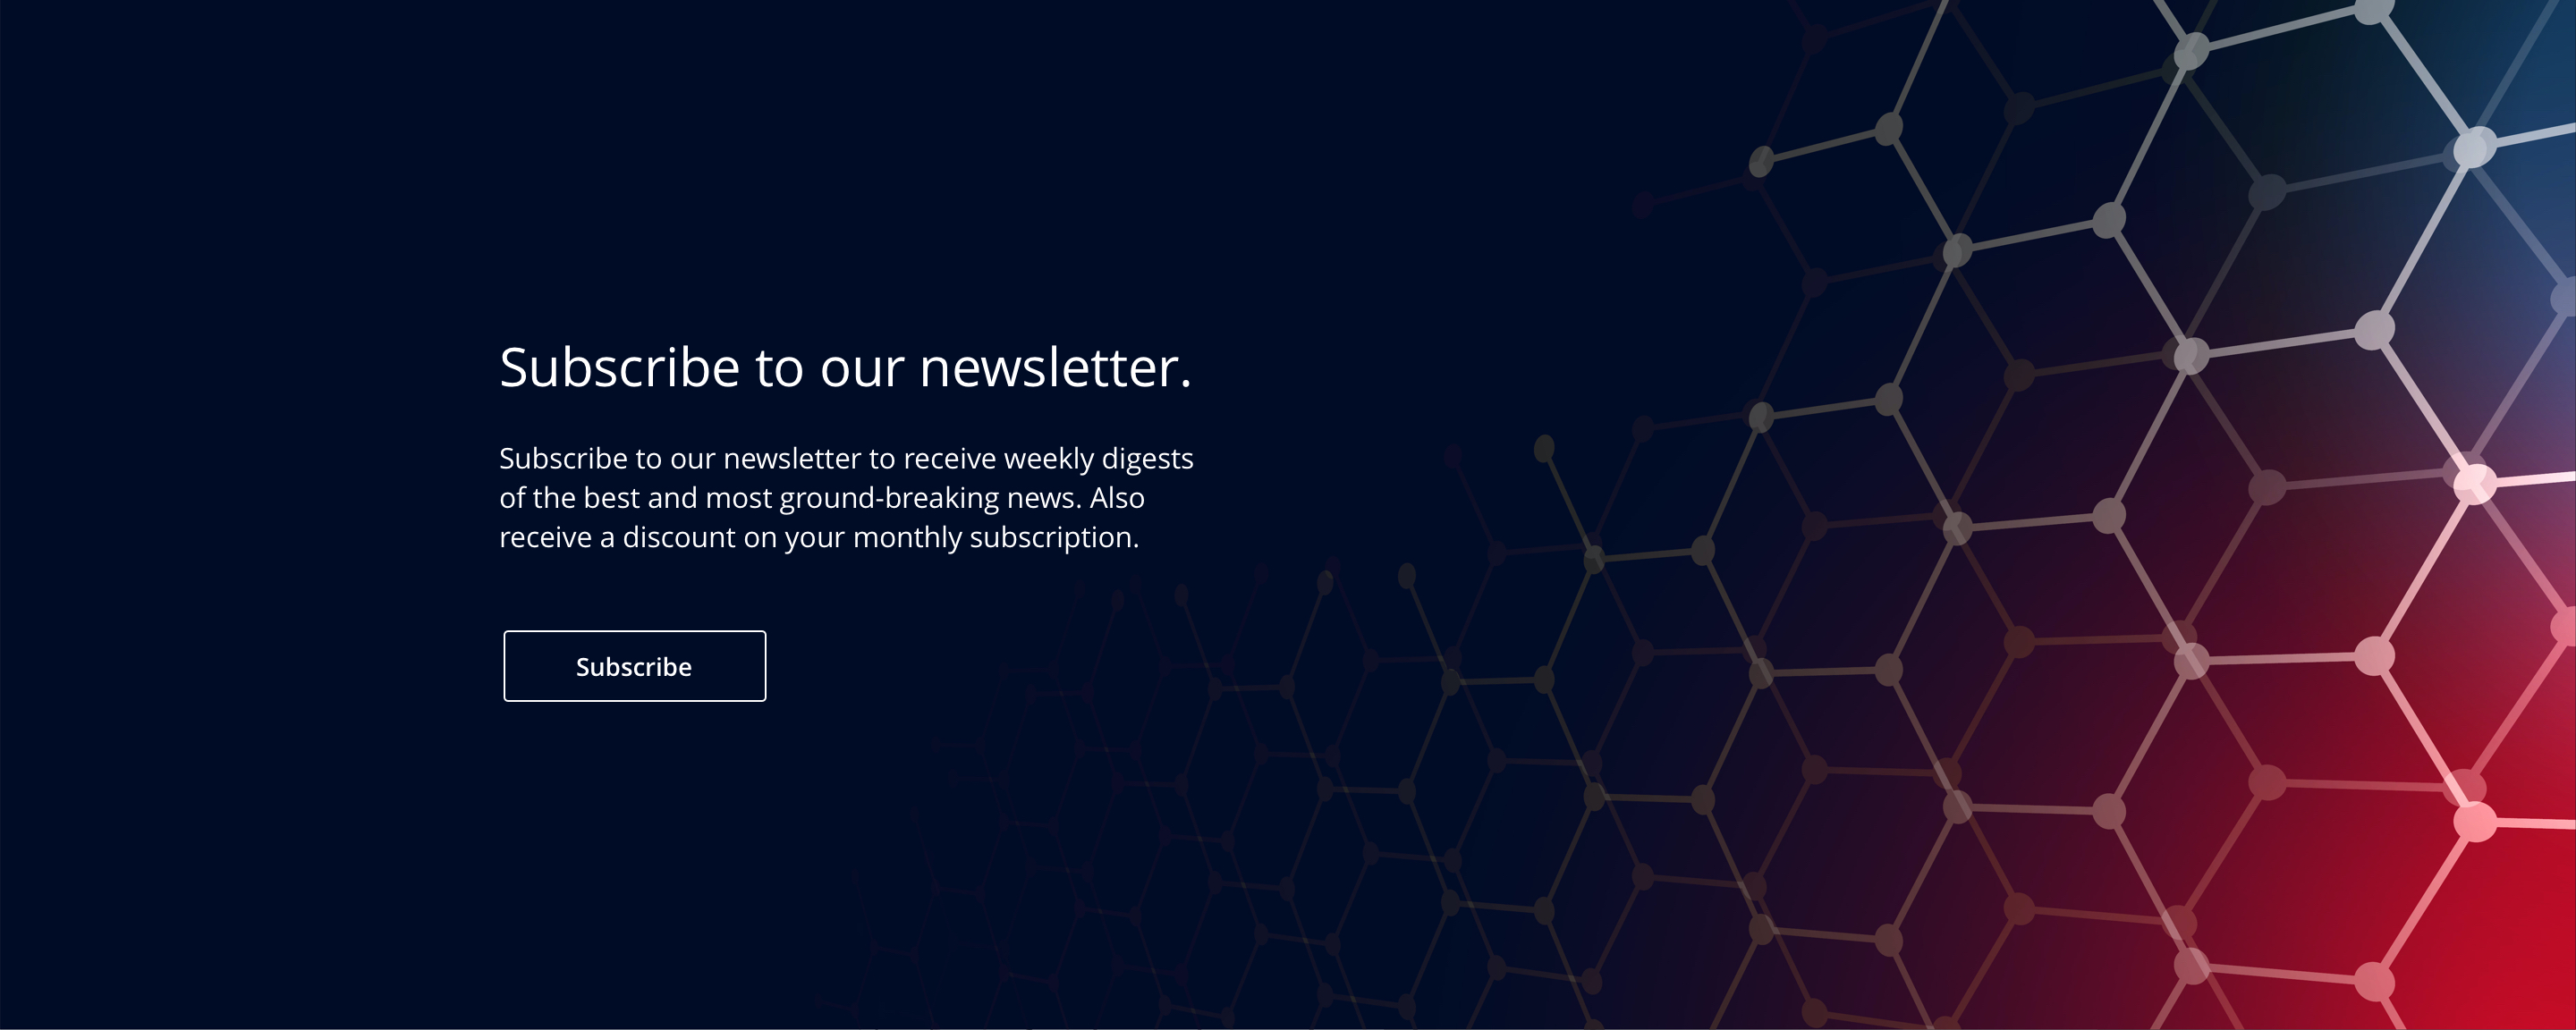 Subscribe to our newsletter.
Subscribe to our newsletter to receive weekly digests
of the best and most ground-breaking news. Also
receive a discount on your monthly subscription.
Subscribe